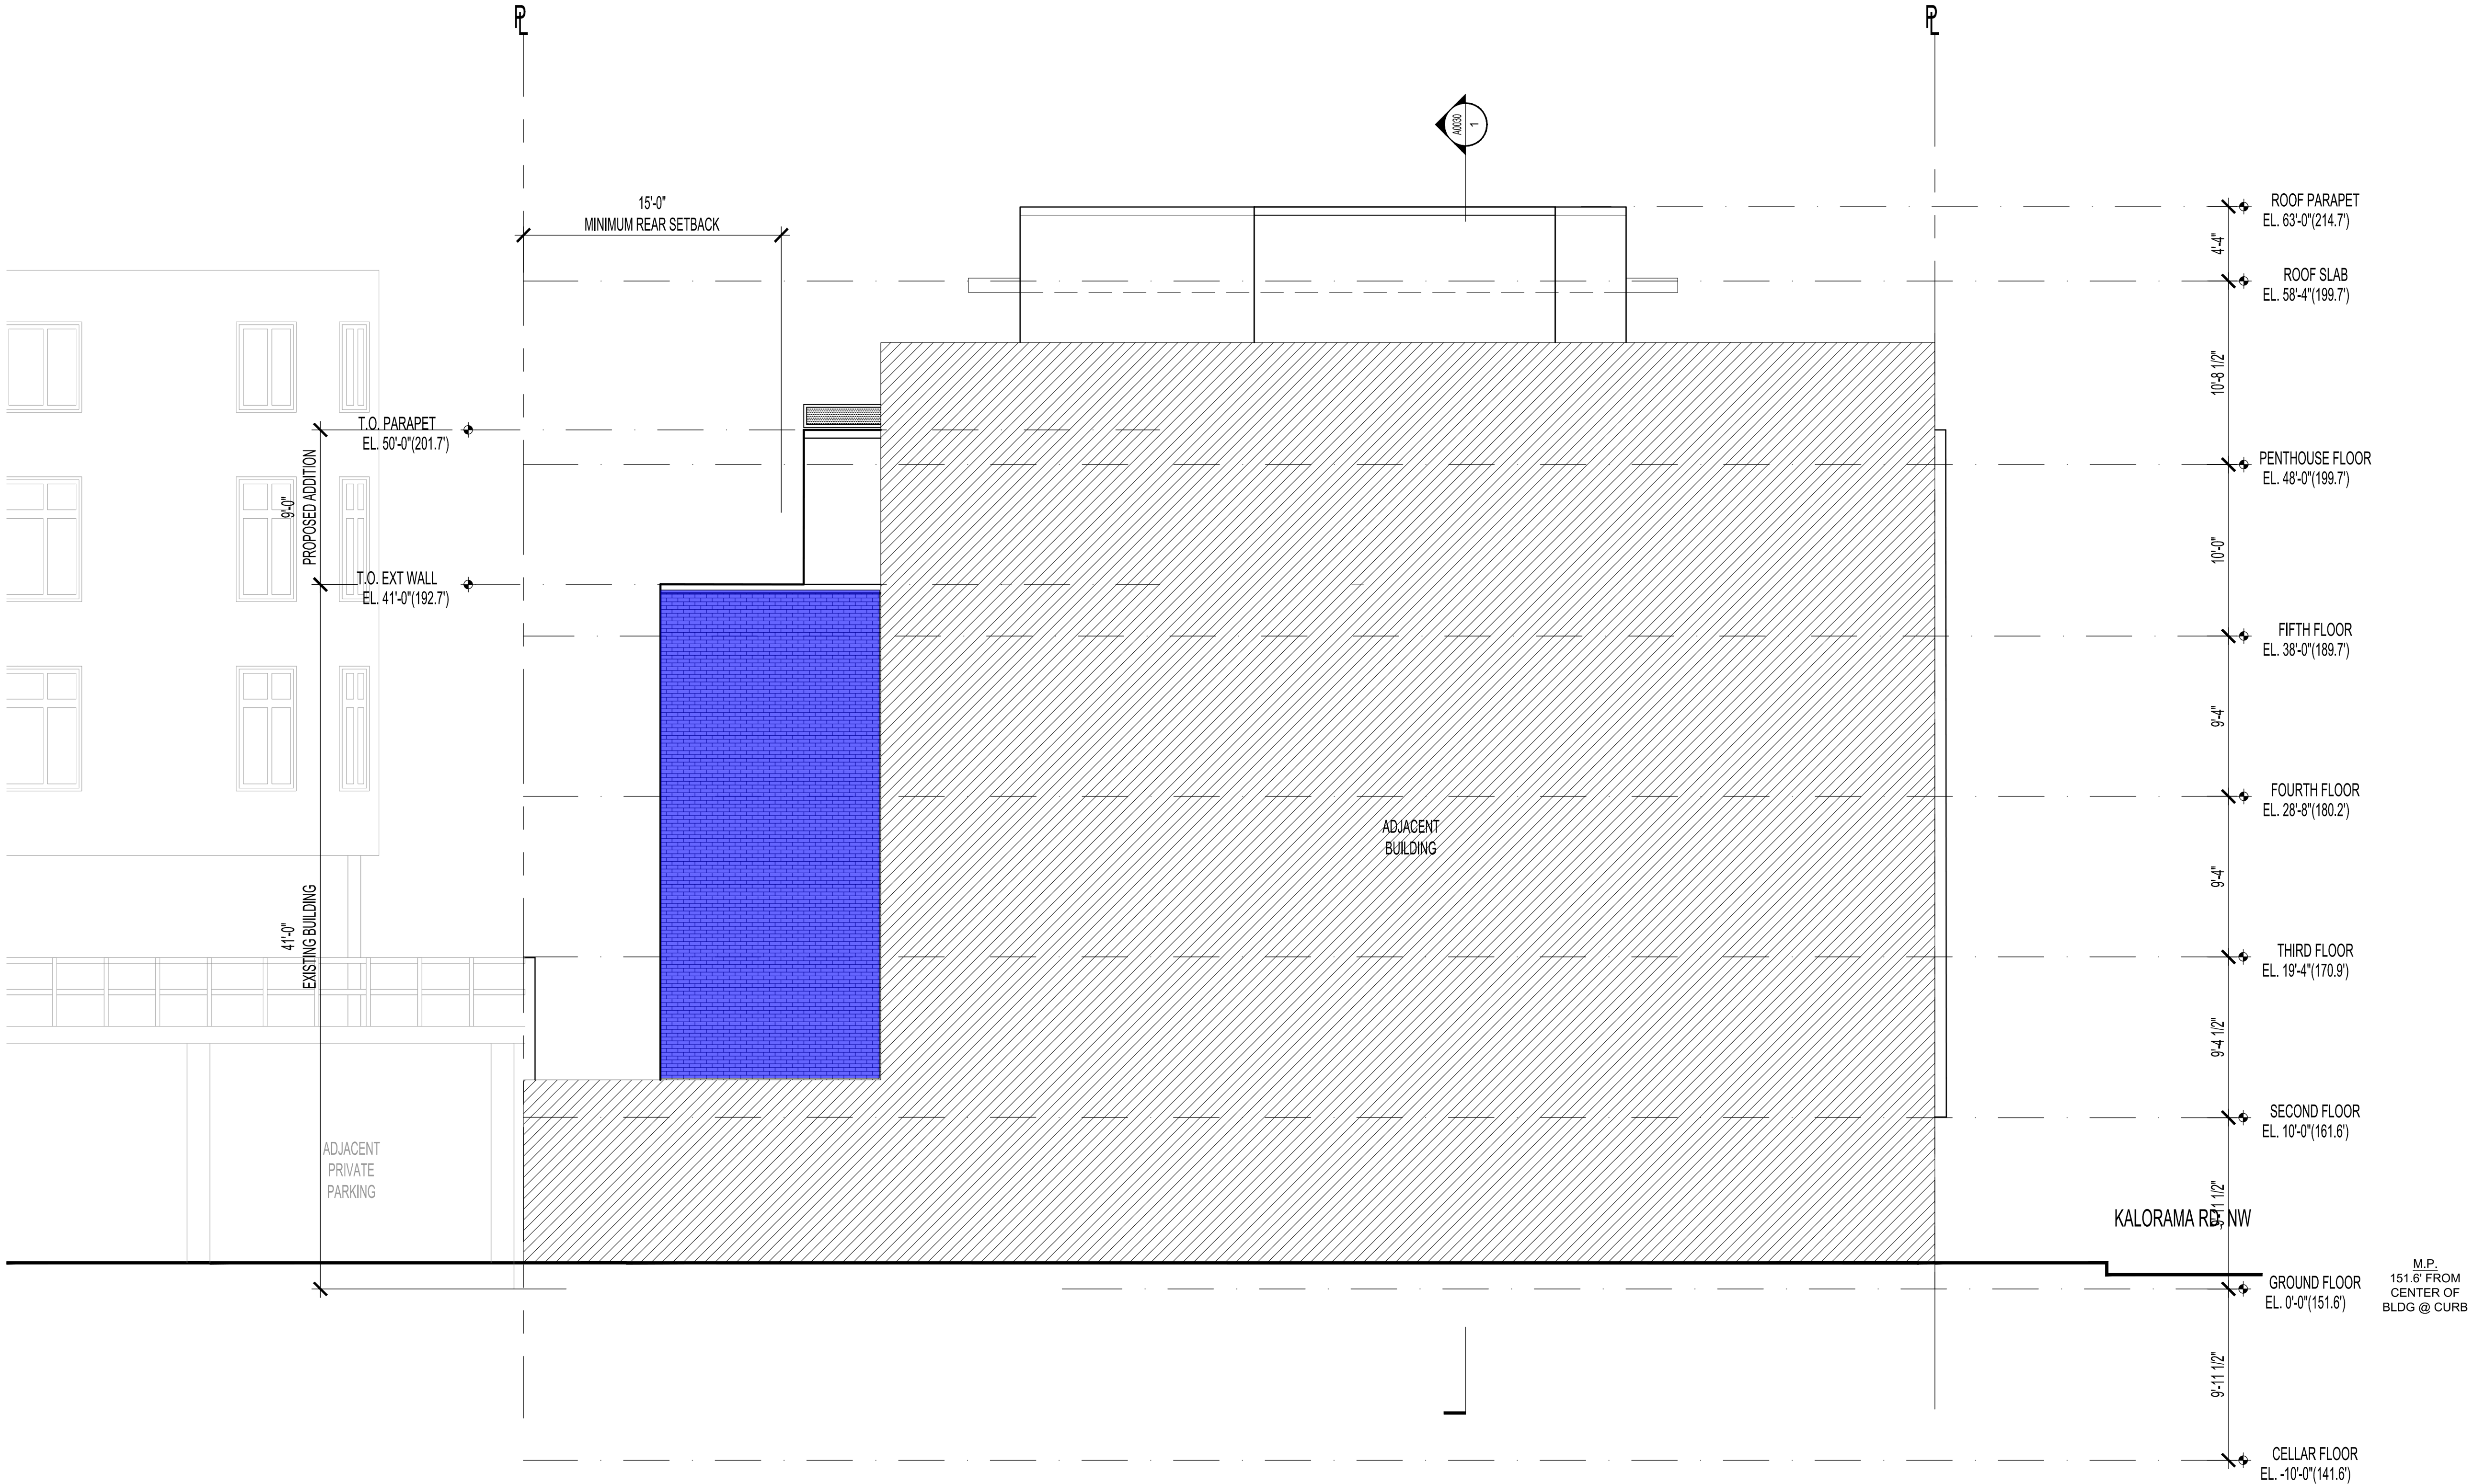 PL
PL
A0030
1
15'-0"
MINIMUM REAR SETBACK
ROOF PARAPET
EL. 63'-0"(214.7')
4'-4"
ROOF SLAB
EL. 58'-4"(199.7')
10'-8 1/2"
T.O. PARAPET
EL. 50'-0"(201.7')
PENTHOUSE FLOOR
EL. 48'-0"(199.7')
9'-0"
PROPOSED ADDITION
10'-0"
T.O. EXT WALL
EL. 41'-0"(192.7')
FIFTH FLOOR
EL. 38'-0"(189.7')
9'-4"
FOURTH FLOOR
EL. 28'-8"(180.2')
ADJACENT
BUILDING
9'-4"
41'-0"
EXISTING BUILDING
THIRD FLOOR
EL. 19'-4"(170.9')
9'-4 1/2"
SECOND FLOOR
EL. 10'-0"(161.6')
ADJACENT
PRIVATE
PARKING
9'-11 1/2"
KALORAMA RD. NW
GROUND FLOOR
EL. 0'-0"(151.6')
M.P.
151.6' FROM
CENTER OF
BLDG @ CURB
9'-11 1/2"
CELLAR FLOOR
EL. -10'-0"(141.6')